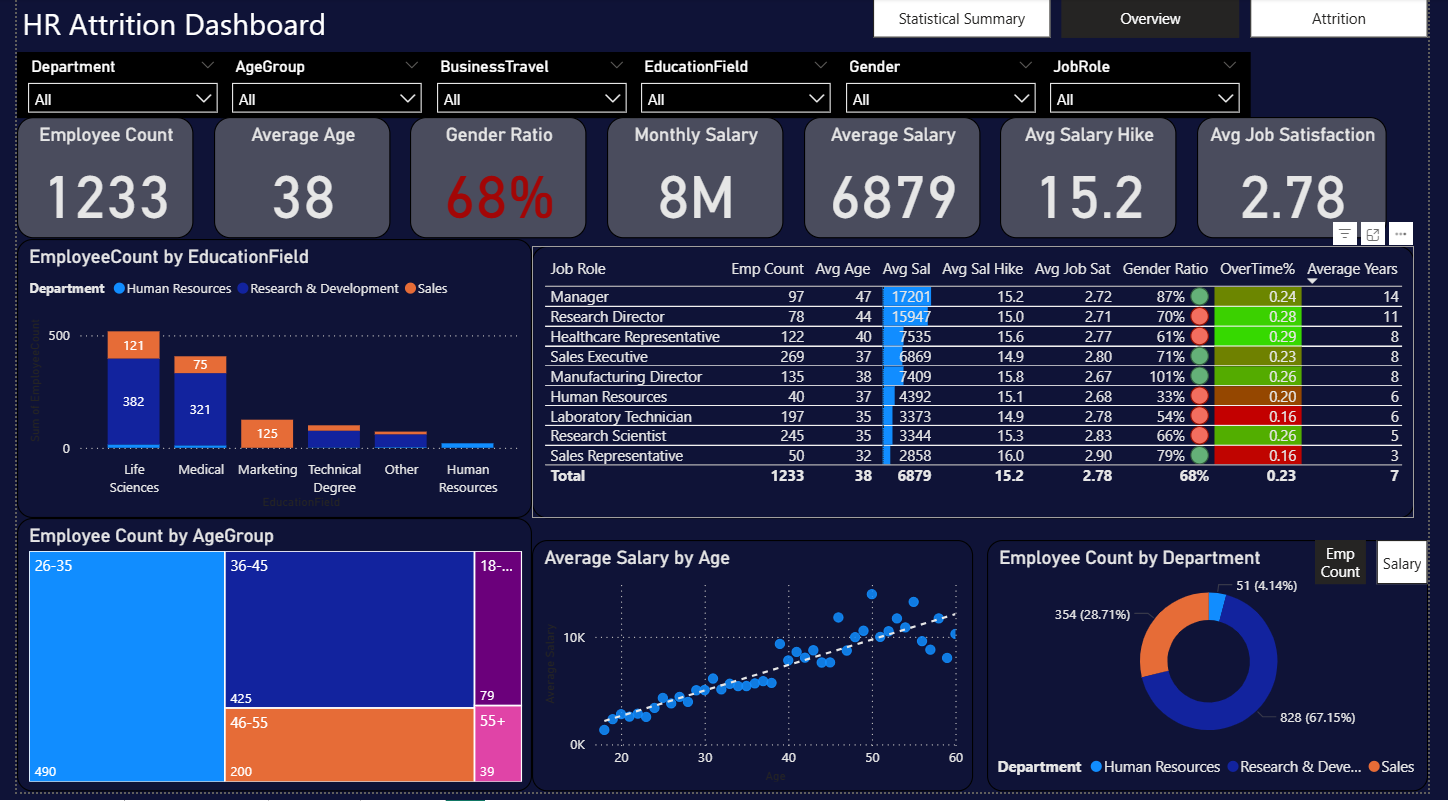 HR Attrition Dashboard
Statistical Summary
Overview
Attrition
Department
AgeGroup
BusinessTravel
EducationField
Gender
JobRole
All
All
All
All
All
All
Employee Count
Average Age
Gender Ratio
Monthly Salary
Average Salary
Avg Salary Hike
Avg Job Satisfaction
1233
38
68%
8M
6879
15.2
2.78
EmployeeCount by EducationField
Department Human Resources Research & Development Sales
Sum of EmployeeCount
500
0
121
382
75
321
125
Life Sciences
Medical
Marketing
Technical Degree
Other
Human Resources
EducationField
Job Role Emp Count Avg Age Avg Sal Avg Sal Hike Avg Job Sat Gender Ratio OverTime% Average Years
Manager 97 47 17201 15.2 2.72 87% 0.24 14
Research Director 78 44 15947 15.0 2.71 70% 0.28 11
Healthcare Representative 122 40 7535 15.6 2.77 61% 0.29 8
Sales Executive 269 37 6869 14.9 2.80 71% 0.23 8
Manufacturing Director 135 38 7409 15.8 2.67 101% 0.26 8
Human Resources 40 37 4392 15.1 2.68 33% 0.20 6
Laboratory Technician 197 35 3373 14.9 2.78 54% 0.16 6
Research Scientist 245 35 3344 15.3 2.83 66% 0.26 5
Sales Representative 50 32 2858 16.0 2.90 79% 0.16 3
Total 1233 38 6879 15.2 2.78 68% 0.23 7
Employee Count by AgeGroup
26-35
490
36-45
425
46-55
200
18-...
79
55+
39
Average Salary by Age
Average Salary
10K
0K
20
30
40
50
60
Age
Employee Count by Department
Emp Count
Salary
51 (4.14%)
354 (28.71%)
828 (67.15%)
Department Human Resources Research & Deve... Sales